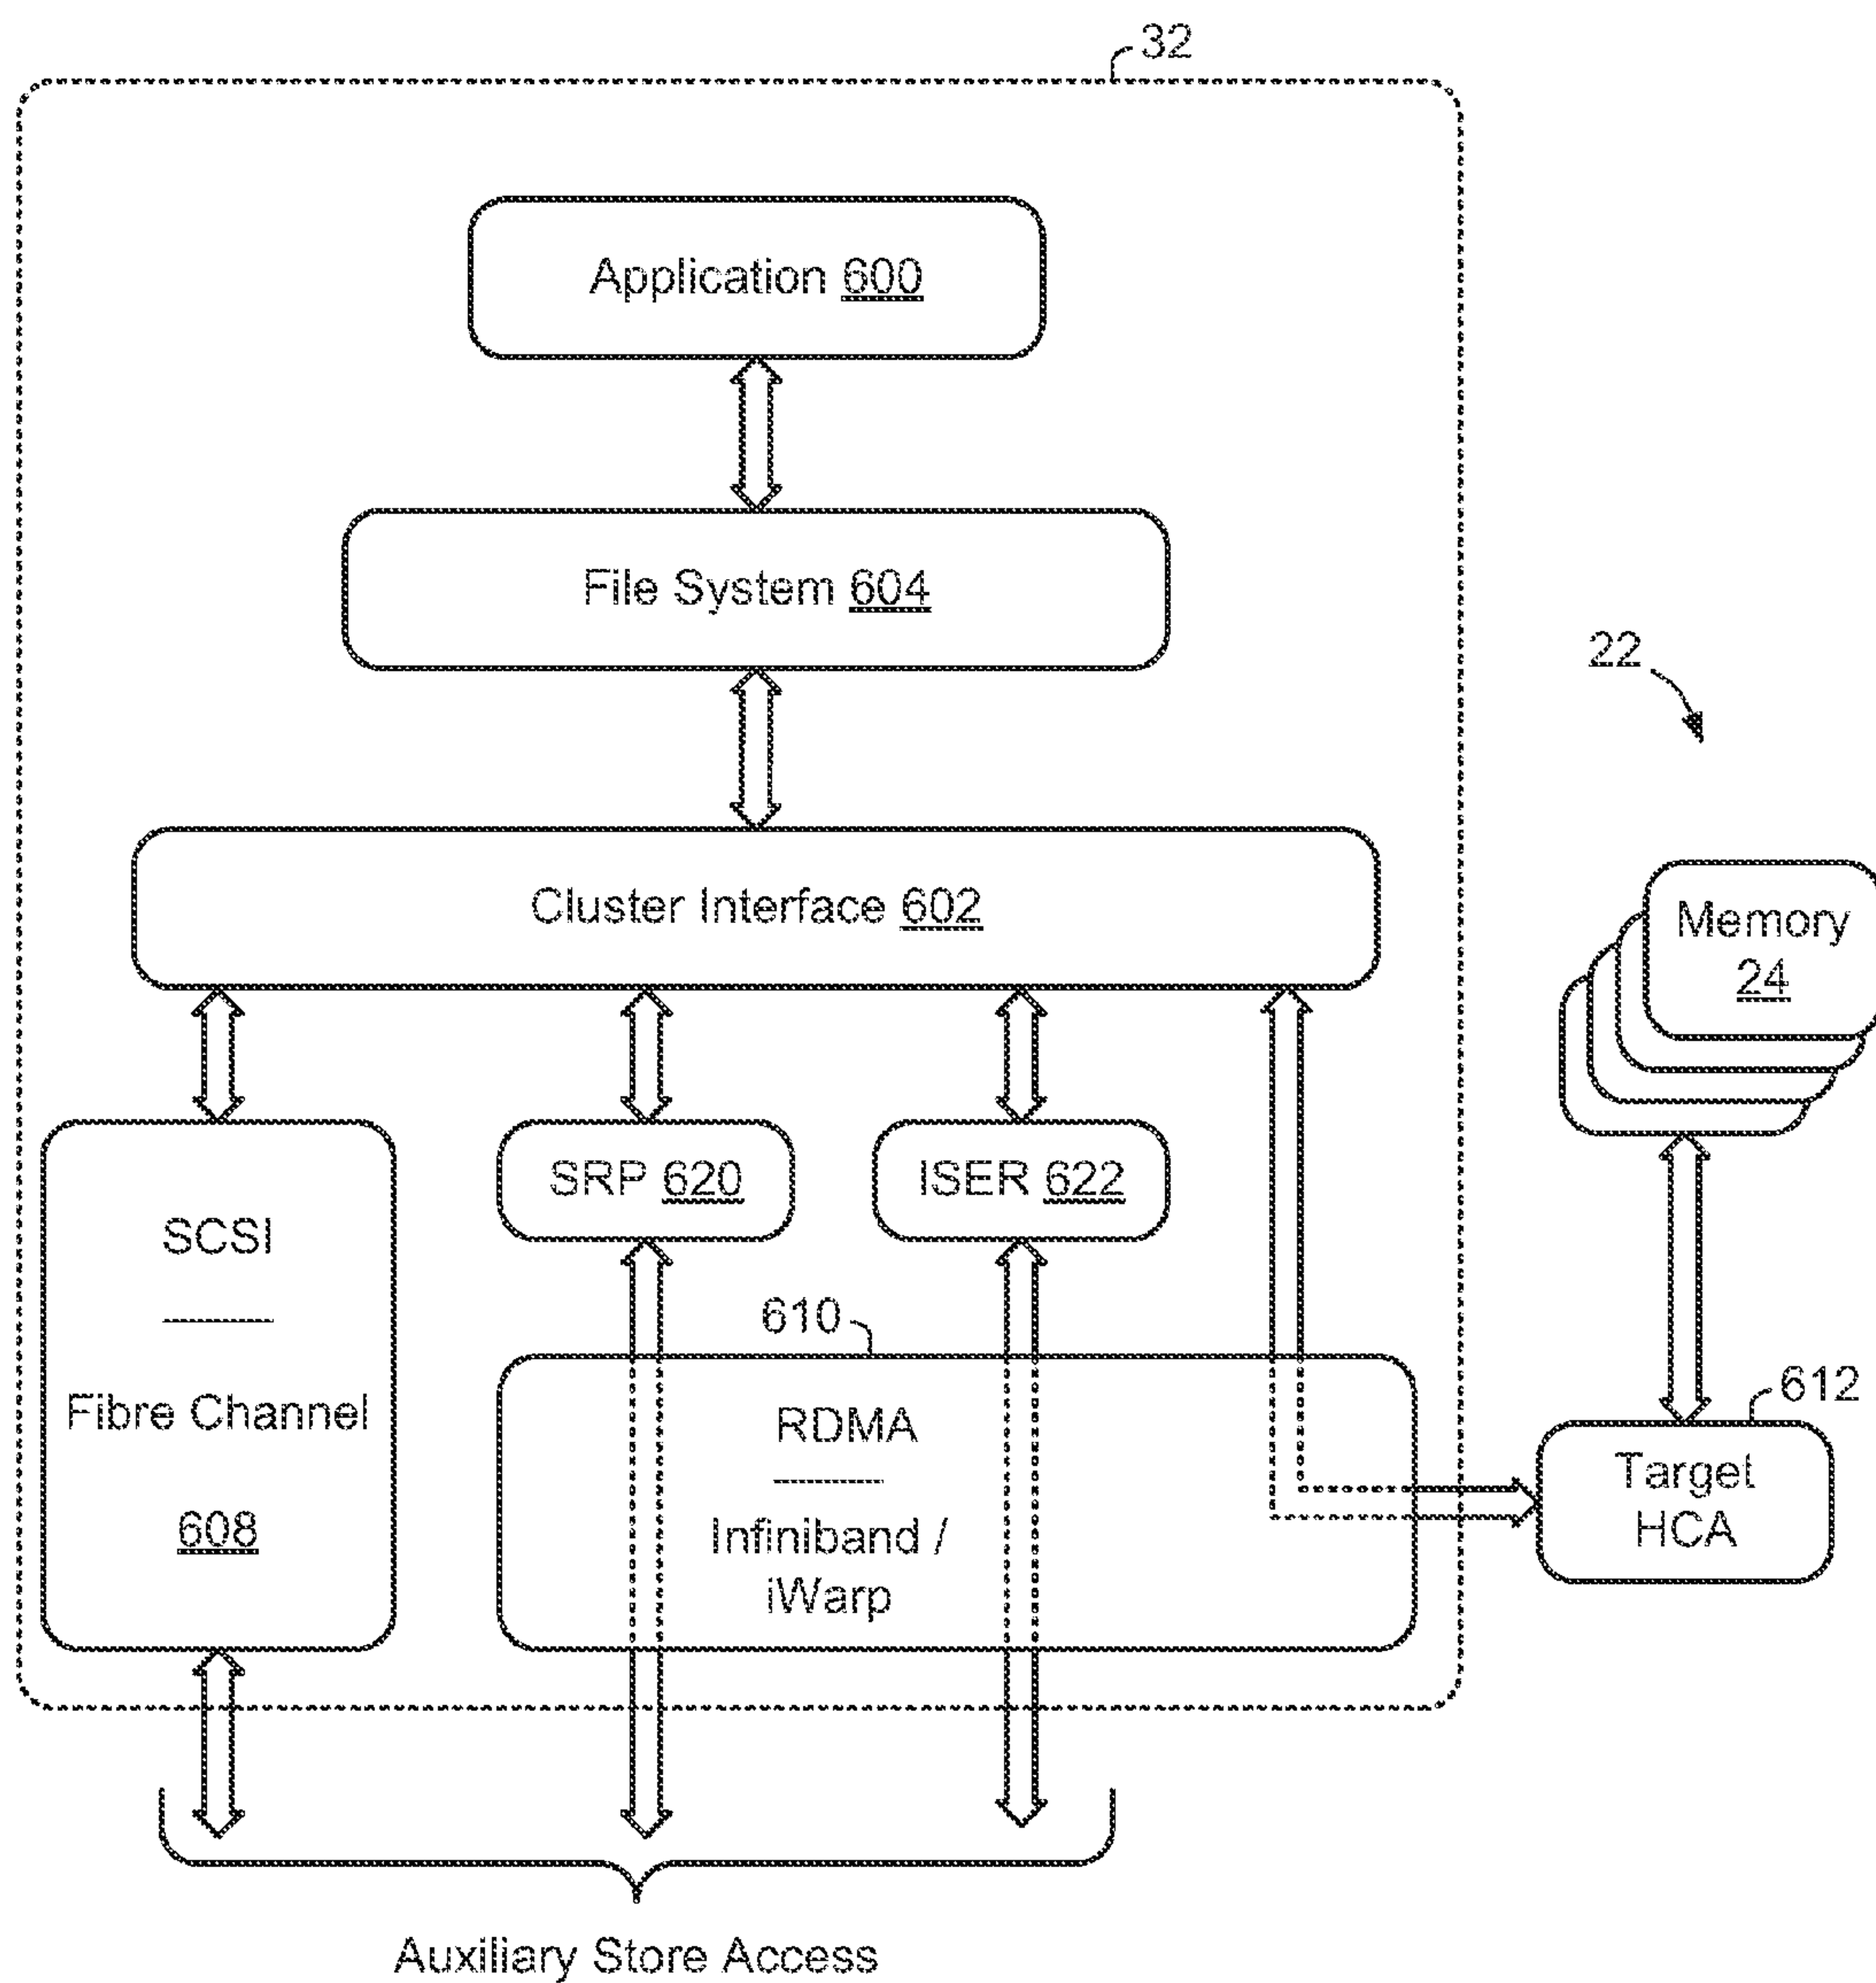 32
Application 600
File System 604
22
Cluster Interface 602
Memory
24
SRP 620
ISER 622
SCSI
Fibre Channel
608
610
RDMA
Infiniband /
iWarp
612
Target
HCA
Auxiliary Store Access